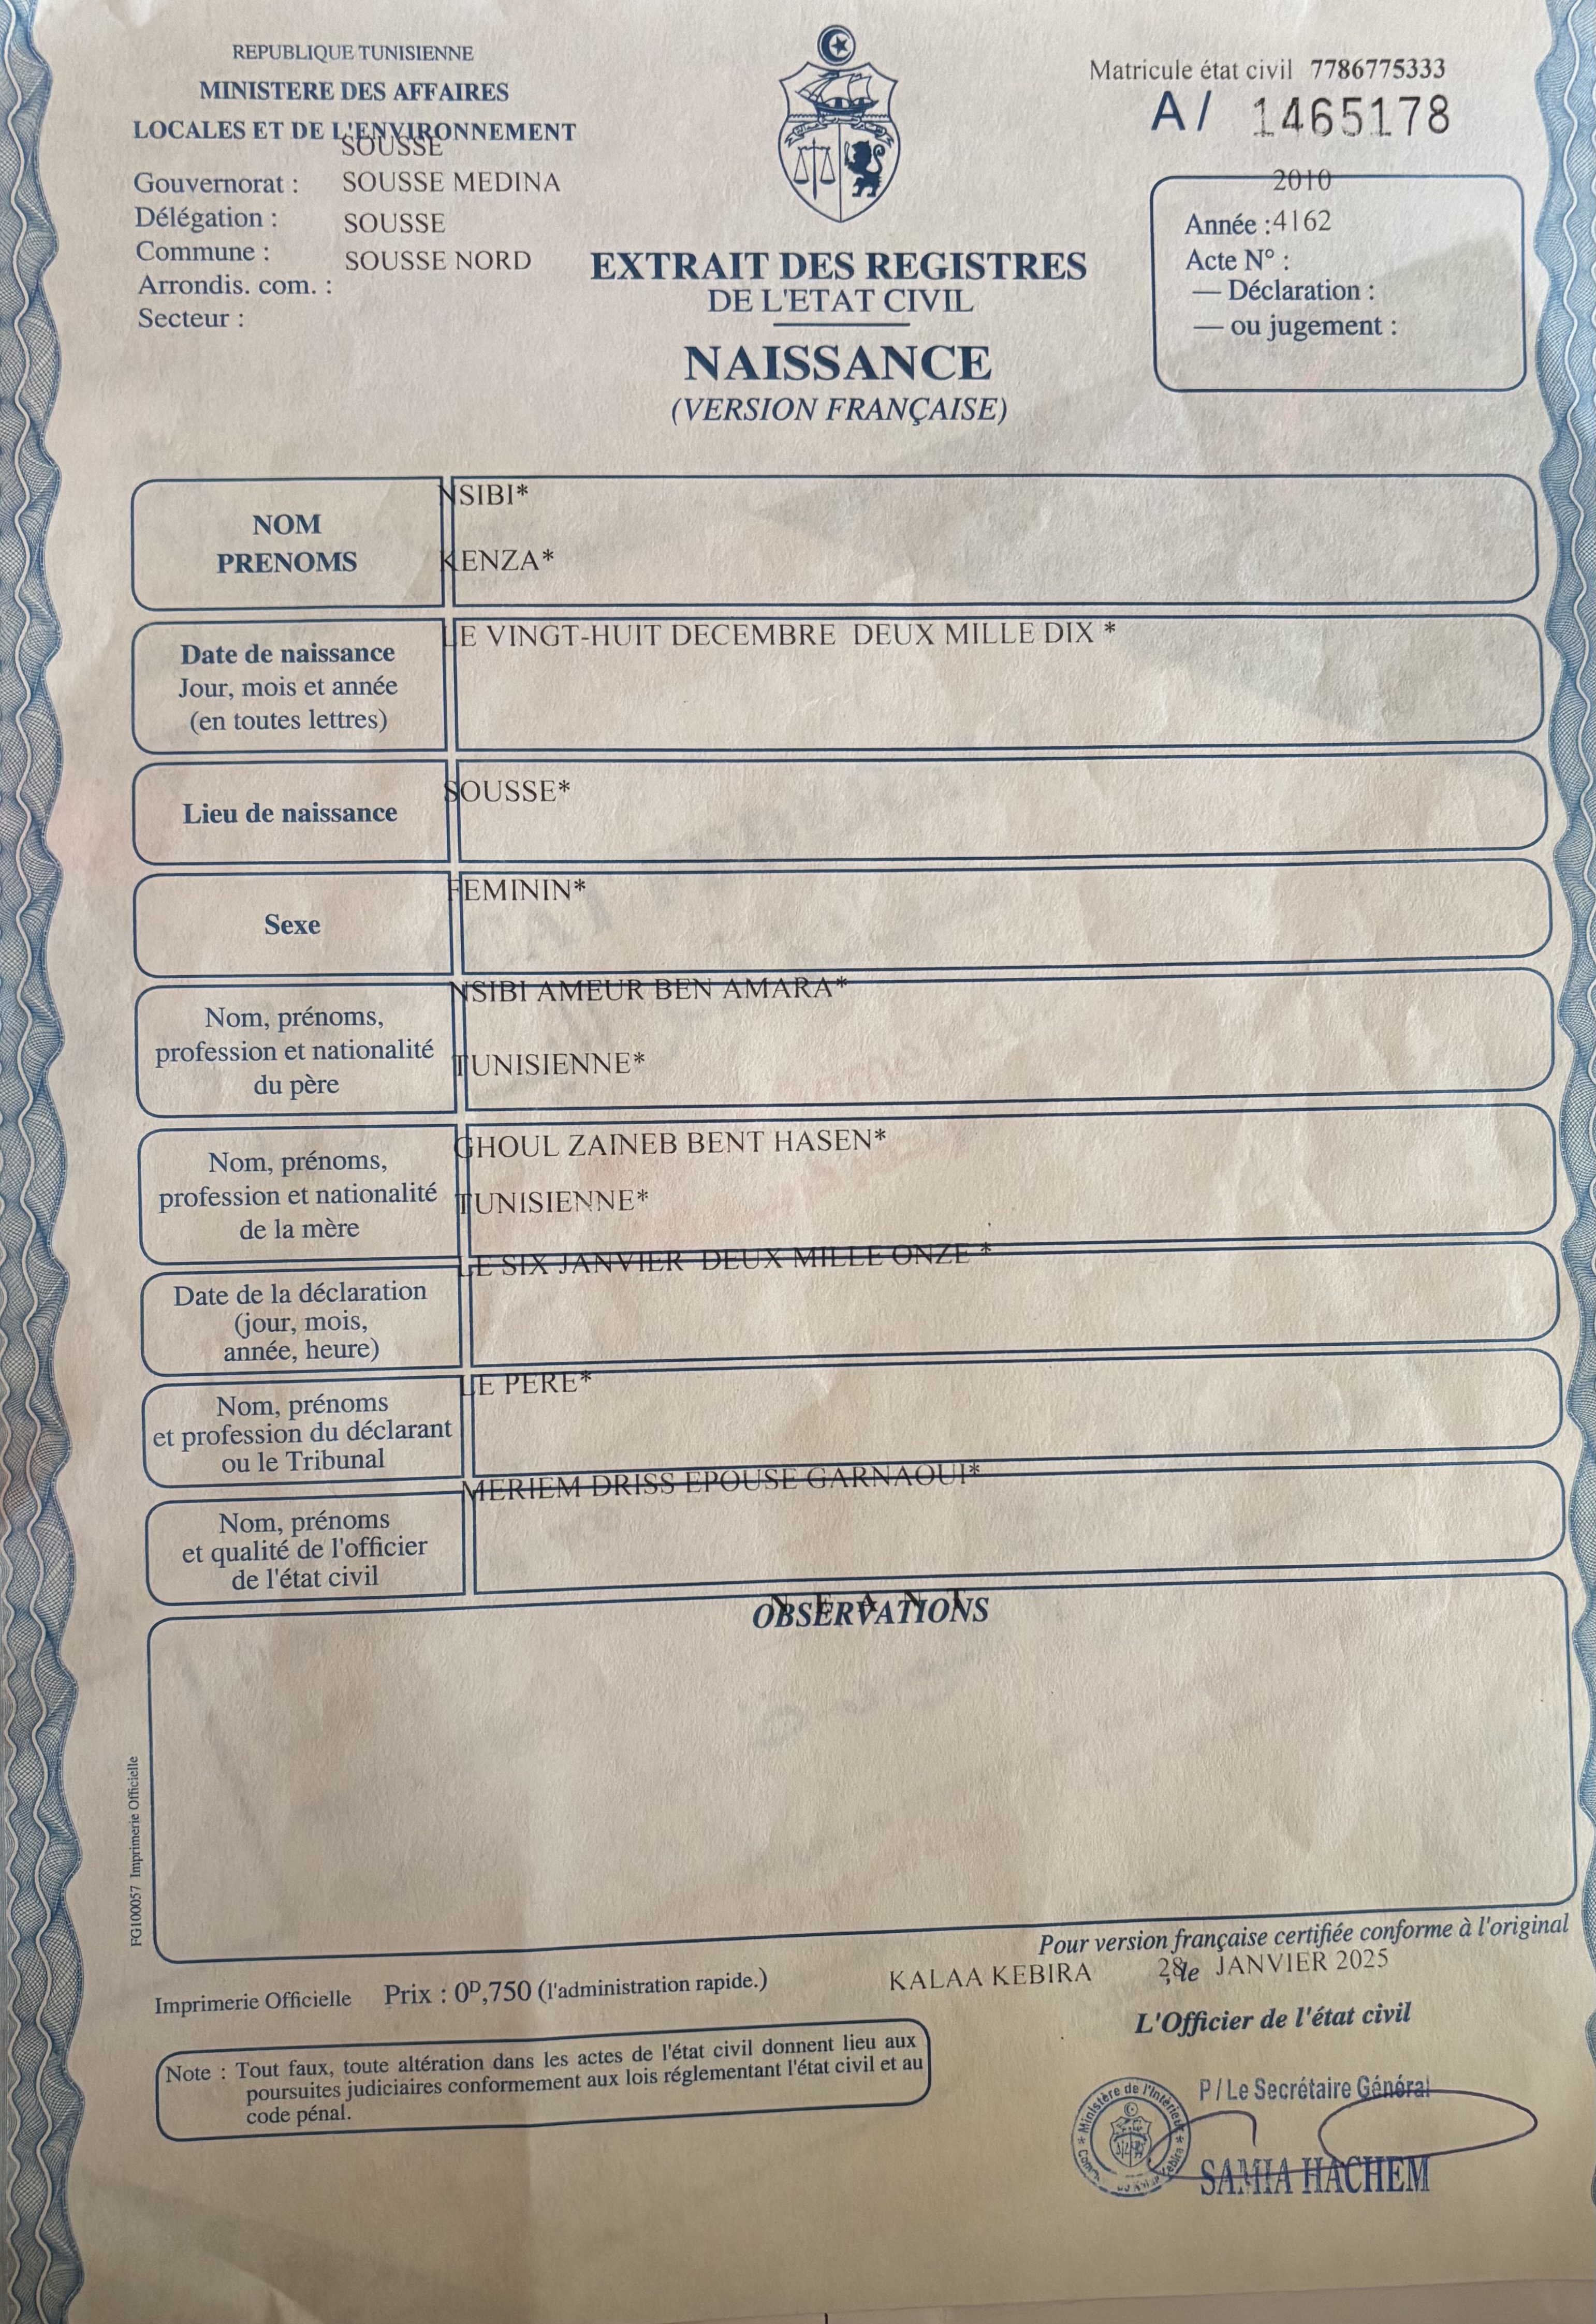 REPUBLIQUE TUNISIENNE
MINISTERE DES AFFAIRES
LOCALES ET DE L'ENVIRONNEMENT
SOUSSE
Gouvernorat : SOUSSE MEDINA
Délégation : SOUSSE
Commune : SOUSSE NORD
Arrondis. com. :
Secteur :
Matricule état civil 7786775333
A/ 1465178
2010
Année :4162
Acte N° :
— Déclaration :
— ou jugement :
EXTRAIT DES REGISTRES
DE L'ETAT CIVIL
NAISSANCE
(VERSION FRANÇAISE)
NOM
PRENOMS
NSIBI*
KENZA*
Date de naissance
Jour, mois et année
(en toutes lettres)
LE VINGT-HUIT DECEMBRE DEUX MILLE DIX *
Lieu de naissance
SOUSSE*
Sexe
FEMININ*
Nom, prénoms,
profession et nationalité
du père
NSIBI AMEUR BEN AMARA*
TUNISIENNE*
Nom, prénoms,
profession et nationalité
de la mère
GHOUL ZAINEB BENT HASEN*
TUNISIENNE*
Date de la déclaration
(jour, mois,
année, heure)
LE SIX JANVIER DEUX MILLE ONZE *
Nom, prénoms
et profession du déclarant
ou le Tribunal
LE PERE*
Nom, prénoms
et qualité de l'officier
de l'état civil
MERIEM DRISS EPOUSE GARNAOUI*
N E A N T
OBSERVATIONS
FG100057 Imprimerie Officielle
Pour version française certifiée conforme à l'original
KALAA KEBIRA , le 28 JANVIER 2025
Imprimerie Officielle Prix : 0D,750 (l'administration rapide.)
L'Officier de l'état civil
Note : Tout faux, toute altération dans les actes de l'état civil donnent lieu aux
poursuites judiciaires conformement aux lois réglementant l'état civil et au
code pénal.
P/ Le Secrétaire Général
SAMIA HACHEM
Ministère de l'Intérieur